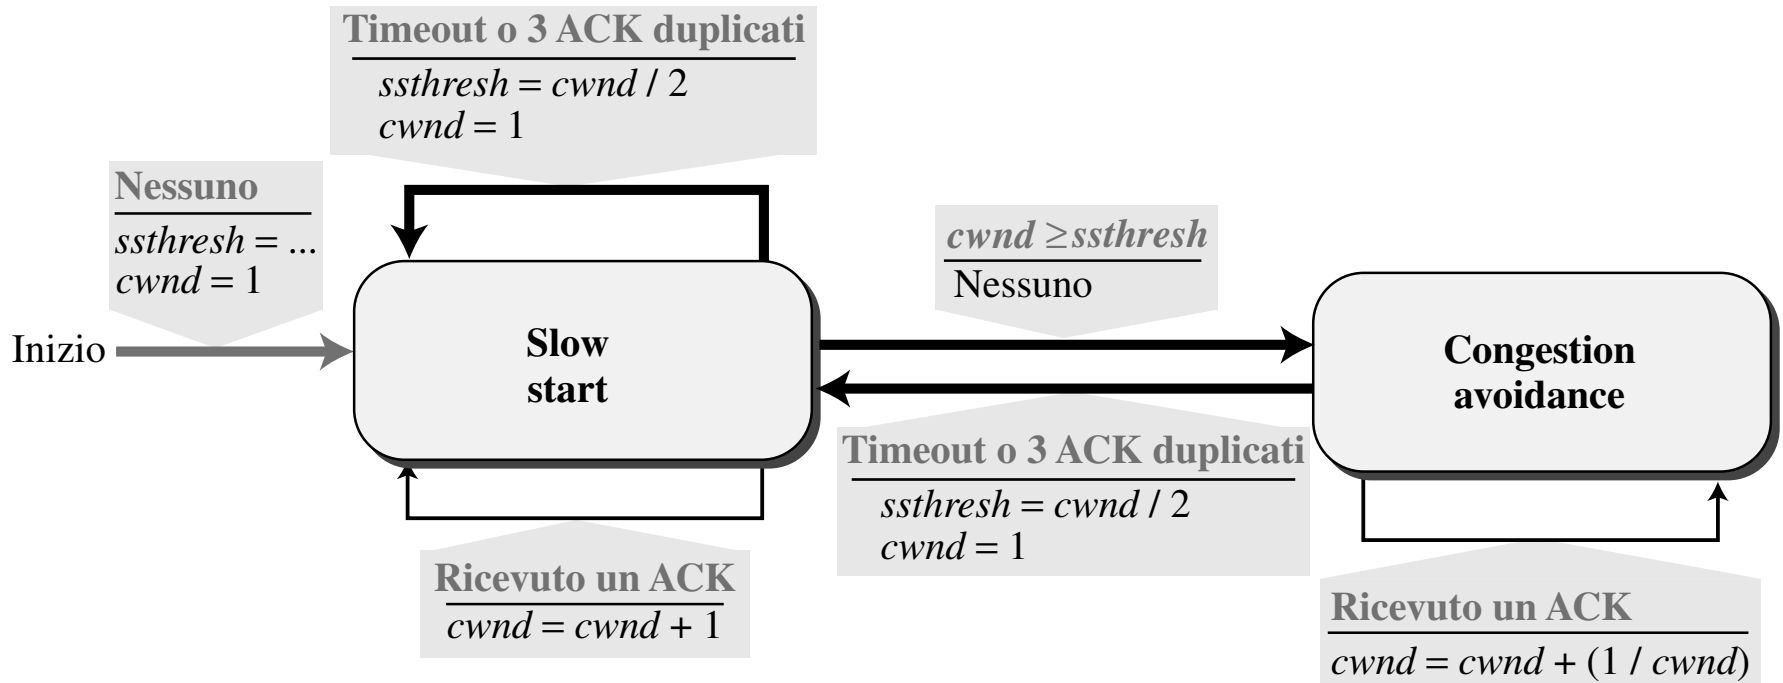 Timeout o 3 ACK duplicati
ssthresh = cwnd / 2
cwnd = 1
Nessuno
ssthresh = ...
cwnd = 1
Inizio
Slow
start
cwnd ≥ssthresh
Nessuno
Congestion
avoidance
Timeout o 3 ACK duplicati
ssthresh = cwnd / 2
cwnd = 1
Ricevuto un ACK
cwnd = cwnd + 1
Ricevuto un ACK
cwnd = cwnd + (1 / cwnd)